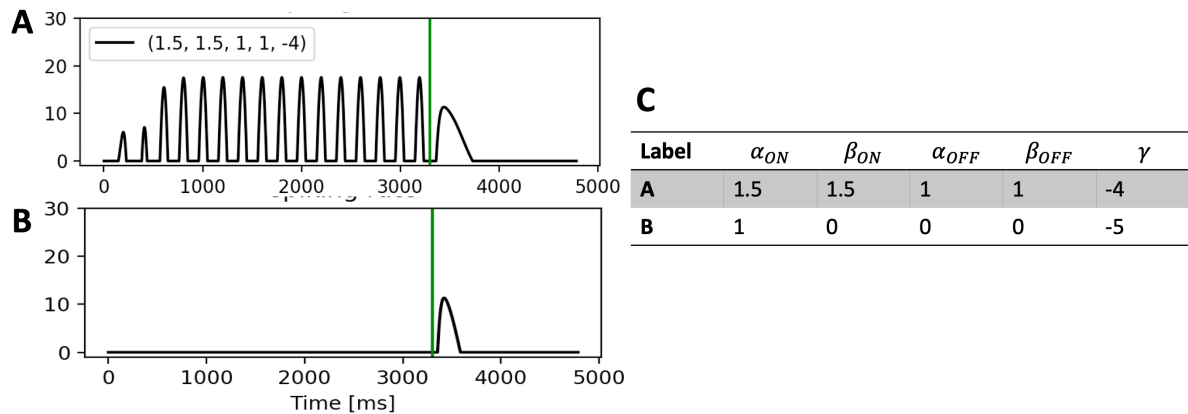 A
30
20
10
0
(1.5, 1.5, 1, 1, -4)
0 1000 2000 3000 4000 5000
B
30
20
10
0
0 1000 2000 3000 4000 5000
Time [ms]
C
Label α_ON β_ON α_OFF β_OFF γ
A 1.5 1.5 1 1 -4
B 1 0 0 0 -5